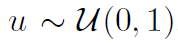 u ∼ 𝒰(0, 1)